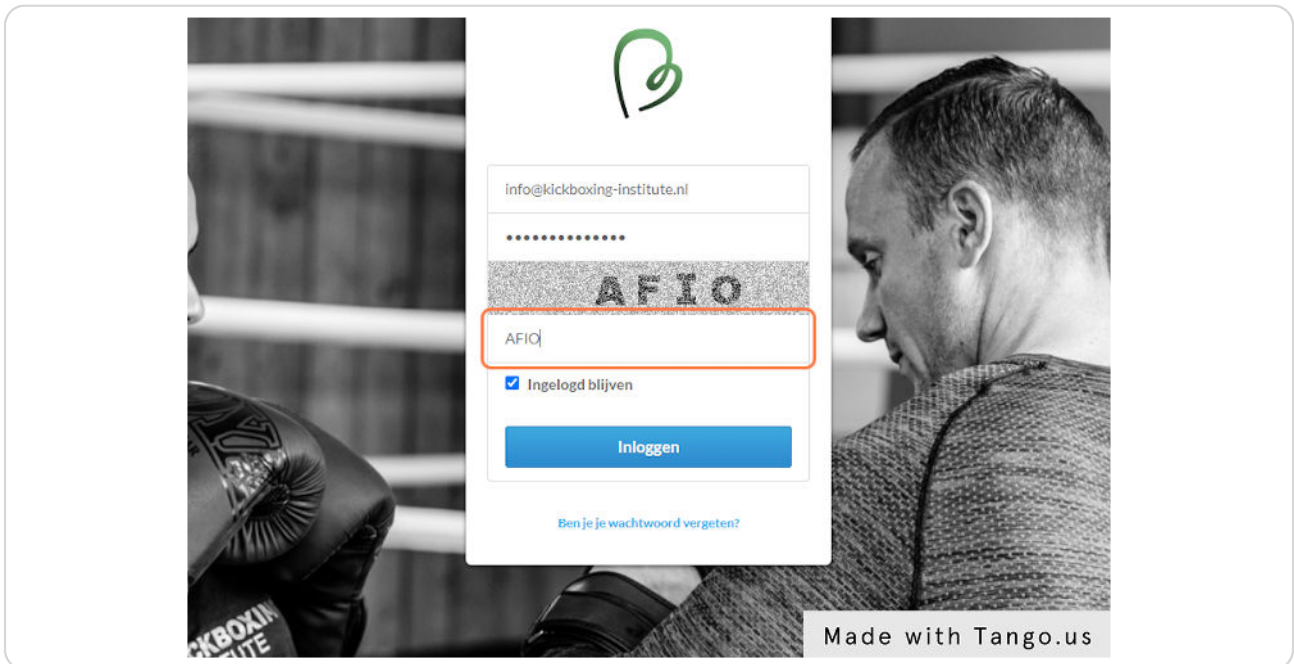 info@kickboxing-institute.nl
••••••••••••••
AFIO
AFIO
Ingelogd blijven
Inloggen
Ben je je wachtwoord vergeten?
Made with Tango.us